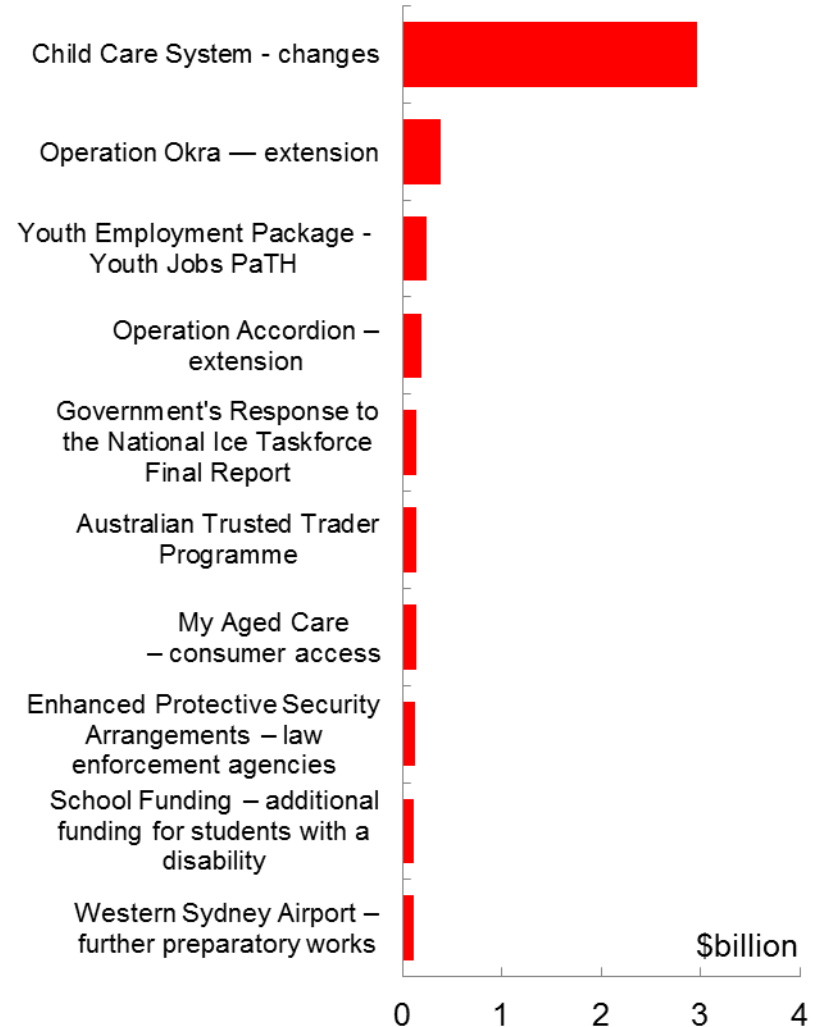 Child Care System - changes
Operation Okra — extension
Youth Employment Package -
Youth Jobs PaTH
Operation Accordion –
extension
Government's Response to
the National Ice Taskforce
Final Report
Australian Trusted Trader
Programme
My Aged Care
– consumer access
Enhanced Protective Security
Arrangements – law
enforcement agencies
School Funding – additional
funding for students with a
disability
Western Sydney Airport –
further preparatory works
$billion
0 1 2 3 4